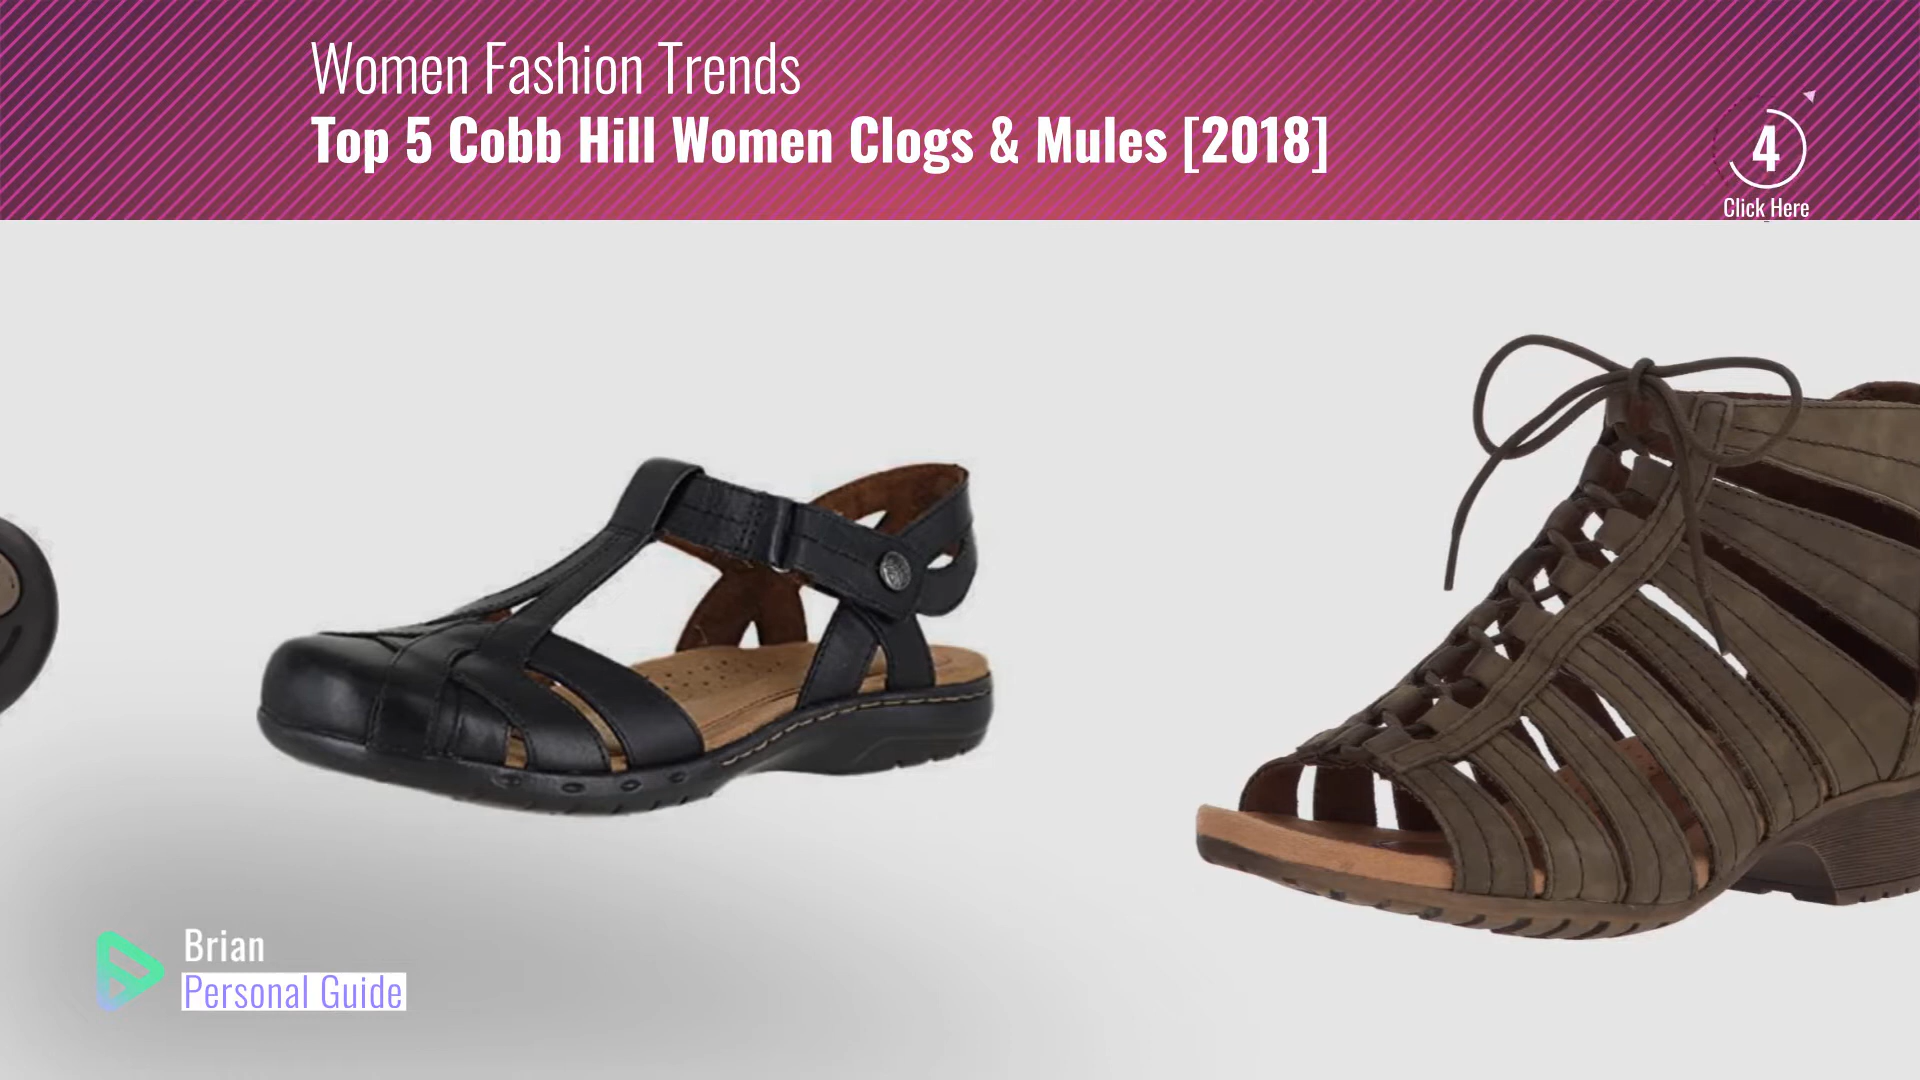 Women Fashion Trends
Top 5 Cobb Hill Women Clogs & Mules [2018]
4
Click Here
Brian
Personal Guide